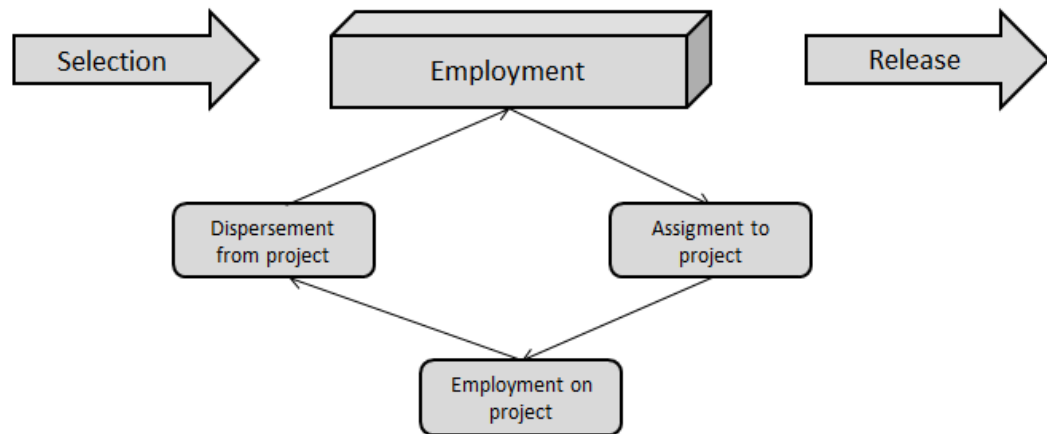 Selection
Employment
Release
Dispersement
from project
Assigment to
project
Employment on
project